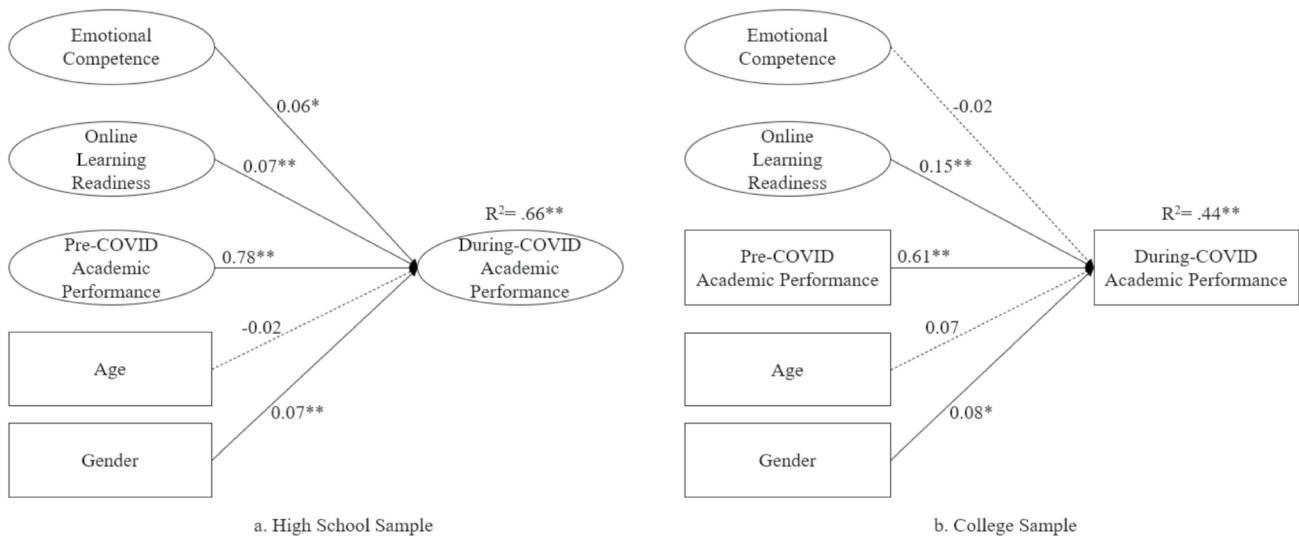 Emotional
Competence
0.06*
Online
Learning
Readiness
0.07**
R²= .66**
Pre-COVID
Academic
Performance
0.78**
During-COVID
Academic
Performance
-0.02
Age
0.07**
Gender
a. High School Sample
Emotional
Competence
-0.02
Online
Learning
Readiness
0.15**
R²= .44**
Pre-COVID
Academic Performance
0.61**
During-COVID
Academic Performance
0.07
Age
0.08*
Gender
b. College Sample